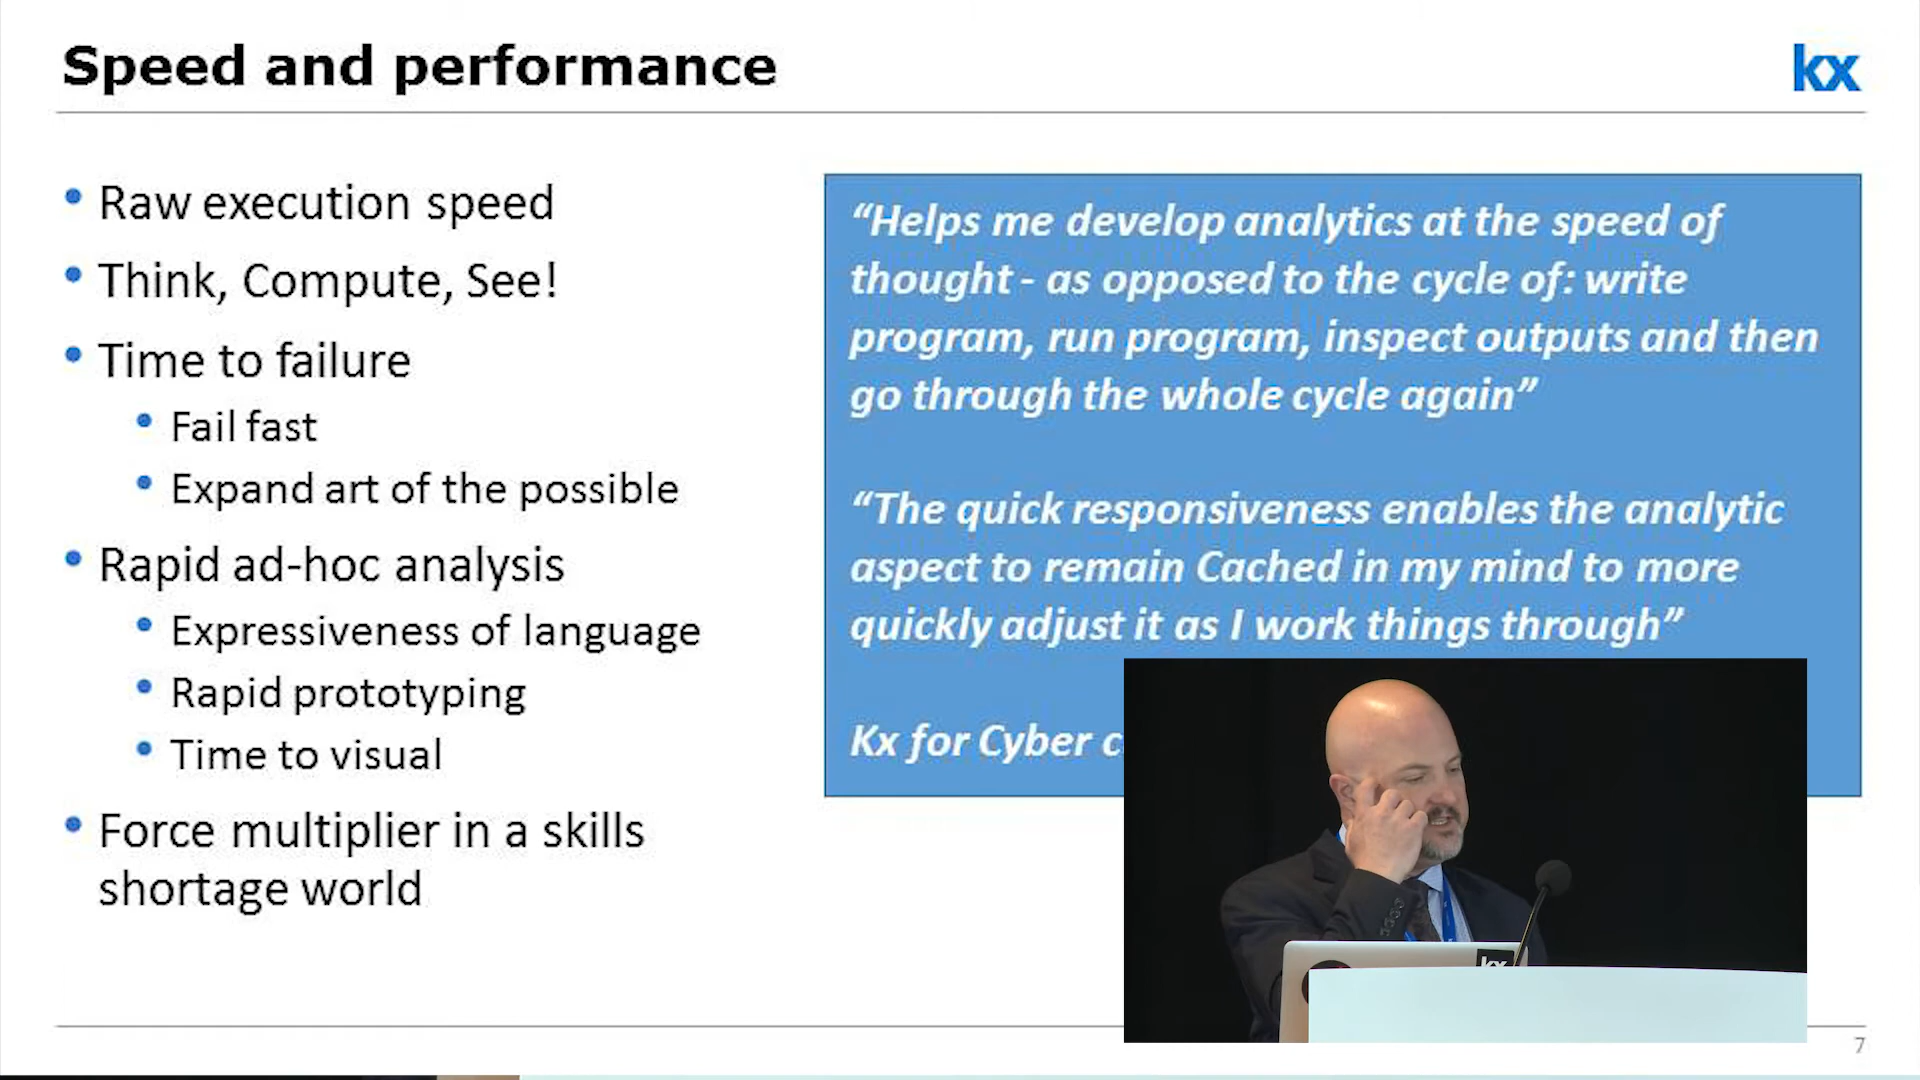 Speed and performance
kx
• Raw execution speed
• Think, Compute, See!
• Time to failure
• Fail fast
• Expand art of the possible
• Rapid ad-hoc analysis
• Expressiveness of language
• Rapid prototyping
• Time to visual
• Force multiplier in a skills
shortage world
“Helps me develop analytics at the speed of
thought - as opposed to the cycle of: write
program, run program, inspect outputs and then
go through the whole cycle again”
“The quick responsiveness enables the analytic
aspect to remain Cached in my mind to more
quickly adjust it as I work things through”
Kx for Cyber
kx
7